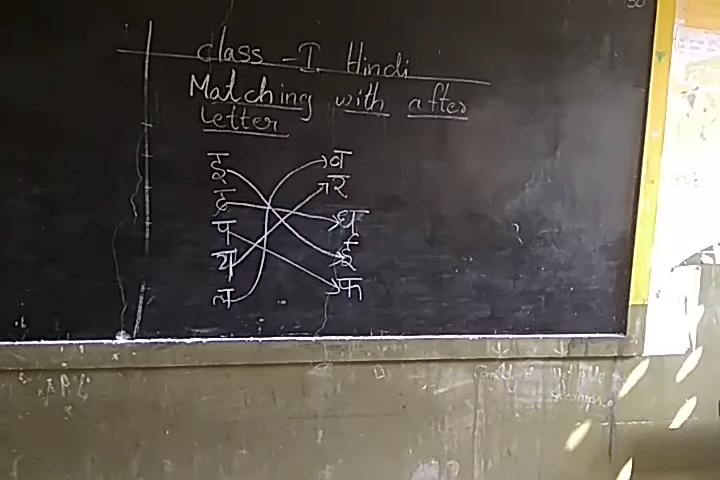 class - I Hindi
Matching with after
letter
इ व
द र
प ध
य ई
ल फ